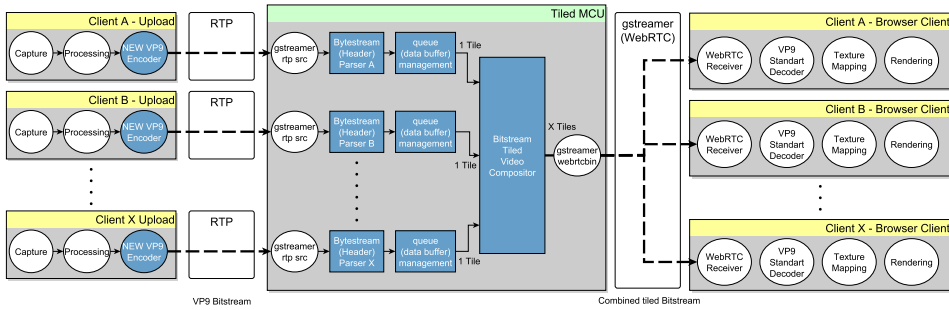 Client A - Upload
Capture
Processing
NEW VP9
Encoder
RTP
Client B - Upload
Capture
Processing
NEW VP9
Encoder
RTP
Client X Upload
Capture
Processing
NEW VP9
Encoder
RTP
VP9 Bitstream
Tiled MCU
gstreamer
rtp src
Bytestream
(Header)
Parser A
queue
(data buffer)
management
1 Tile
gstreamer
rtp src
Bytestream
(Header)
Parser B
queue
(data buffer)
management
1 Tile
gstreamer
rtp src
Bytestream
(Header)
Parser X
queue
(data buffer)
management
1 Tile
Bitstream
Tiled
Video
Compositor
X Tiles
gstreamer
webrtcbin
gstreamer
(WebRTC)
Combined tiled Bitstream
Client A - Browser Client
WebRTC
Receiver
VP9
Standart
Decoder
Texture
Mapping
Rendering
Client B - Browser Client
WebRTC
Receiver
VP9
Standart
Decoder
Texture
Mapping
Rendering
Client X - Browser Client
WebRTC
Receiver
VP9
Standart
Decoder
Texture
Mapping
Rendering